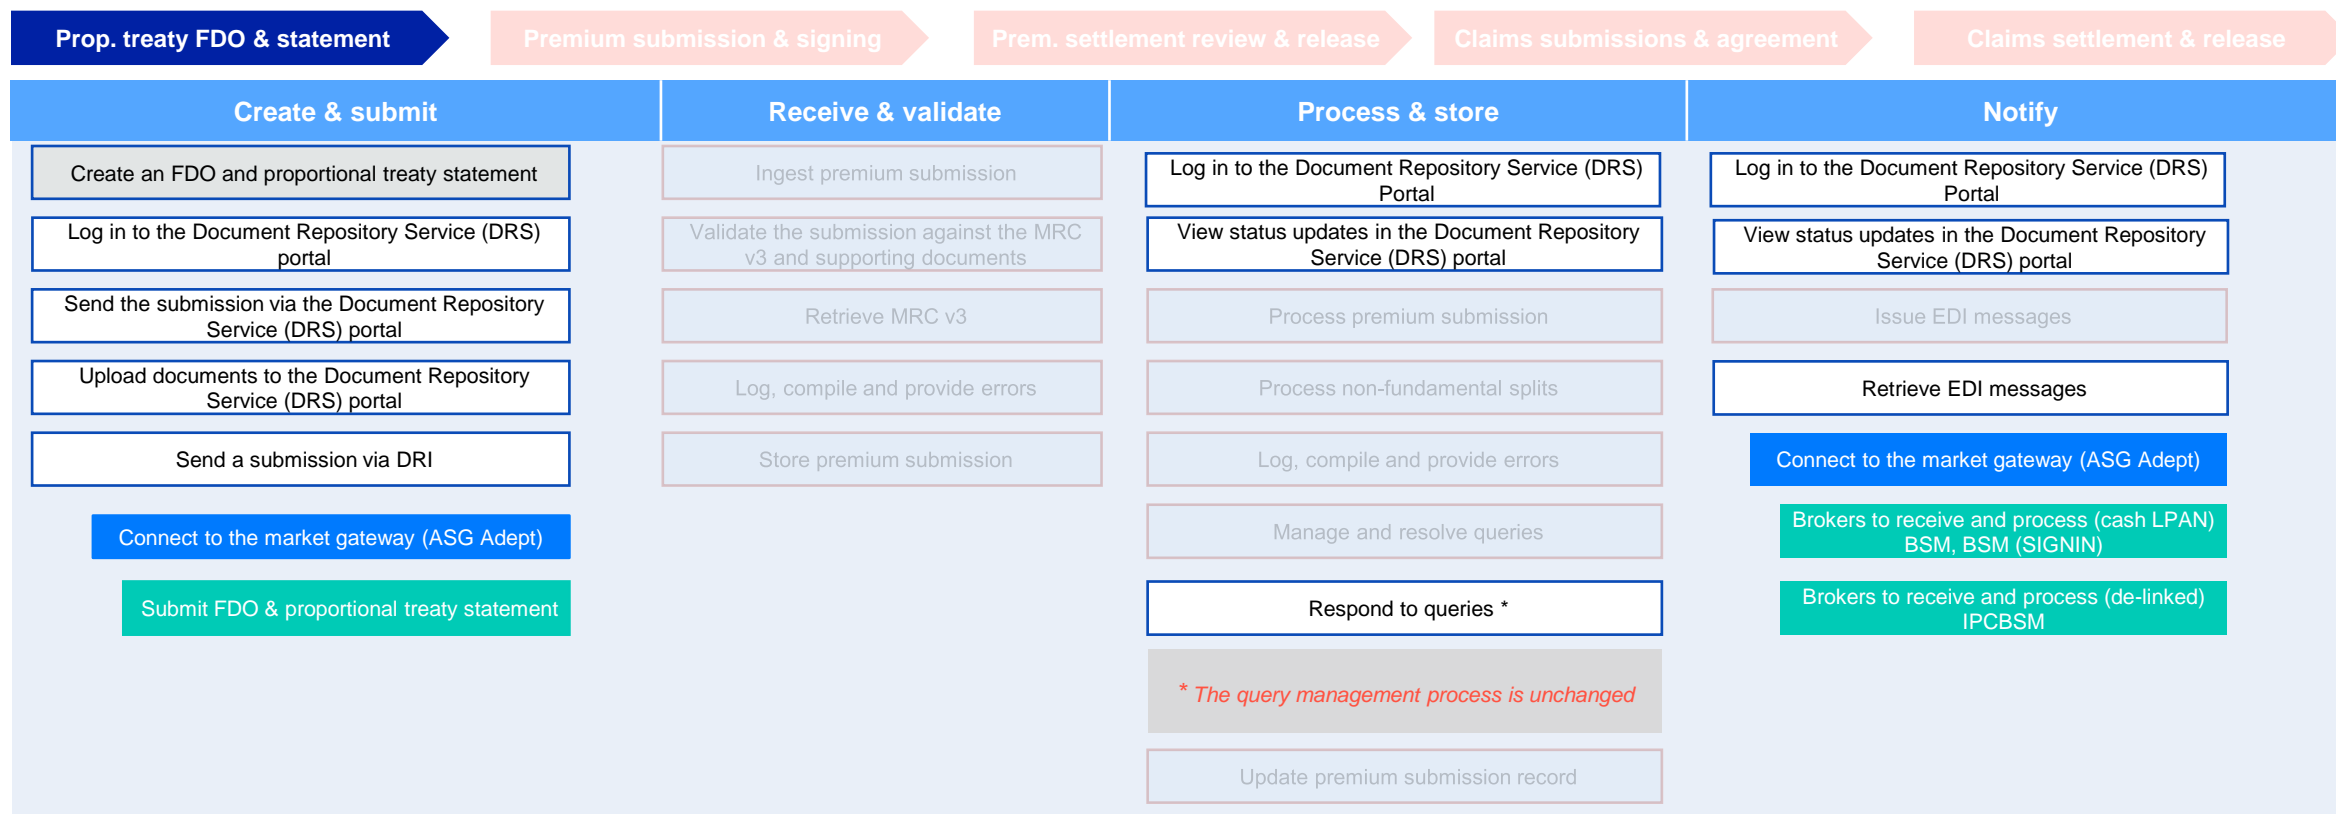 Prop. treaty FDO & statement
Premium submission & signing
Prem. settlement review & release
Claims submissions & agreement
Claims settlement & release
Create & submit
Receive & validate
Process & store
Notify
Create an FDO and proportional treaty statement
Log in to the Document Repository Service (DRS)
portal
Send the submission via the Document Repository
Service (DRS) portal
Upload documents to the Document Repository
Service (DRS) portal
Send a submission via DRI
Connect to the market gateway (ASG Adept)
Submit FDO & proportional treaty statement
Ingest premium submission
Validate the submission against the MRC
v3 and supporting documents
Retrieve MRC v3
Log, compile and provide errors
Store premium submission
Log in to the Document Repository Service (DRS)
Portal
View status updates in the Document Repository
Service (DRS) portal
Process premium submission
Process non-fundamental splits
Log, compile and provide errors
Manage and resolve queries
Respond to queries *
* The query management process is unchanged
Update premium submission record
Log in to the Document Repository Service (DRS)
Portal
View status updates in the Document Repository
Service (DRS) portal
Issue EDI messages
Retrieve EDI messages
Connect to the market gateway (ASG Adept)
Brokers to receive and process (cash LPAN)
BSM, BSM (SIGNIN)
Brokers to receive and process (de-linked)
IPCBSM